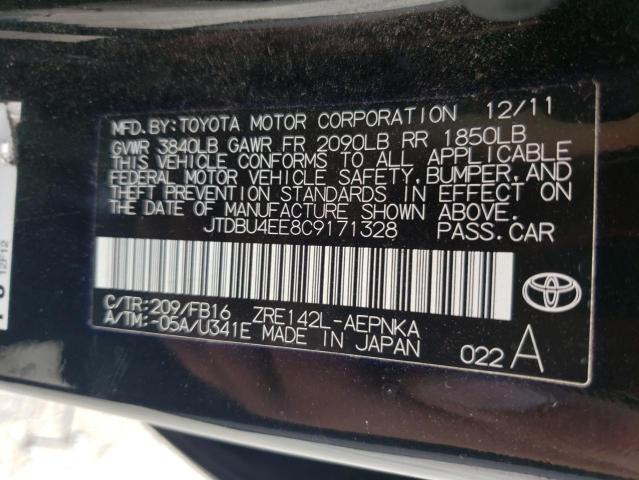 MFD. BY: TOYOTA MOTOR CORPORATION 12/11
GVWR 3840LB GAWR FR 2090LB RR 1850LB
THIS VEHICLE CONFORMS TO ALL APPLICABLE
FEDERAL MOTOR VEHICLE SAFETY, BUMPER, AND
THEFT PREVENTION STANDARDS IN EFFECT ON
THE DATE OF MANUFACTURE SHOWN ABOVE.
JTDBU4EE8C9171328 PASS. CAR
C/TR: 209/FB16 ZRE142L-AEPNKA
A/TM: -05A/U341E MADE IN JAPAN
022 A
12F12